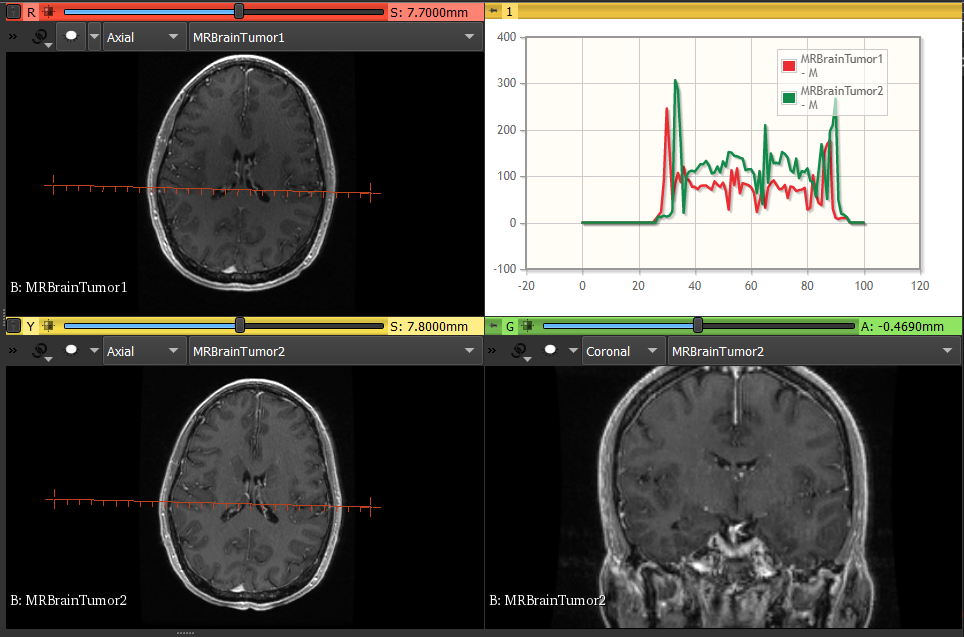 R S: 7.7000mm
» Axial MRBrainTumor1
B: MRBrainTumor1
1
400
300
200
100
0
-100
-20 0 20 40 60 80 100 120
MRBrainTumor1
- M
MRBrainTumor2
- M
Y S: 7.8000mm
» Axial MRBrainTumor2
B: MRBrainTumor2
G A: -0.4690mm
» Coronal MRBrainTumor2
B: MRBrainTumor2